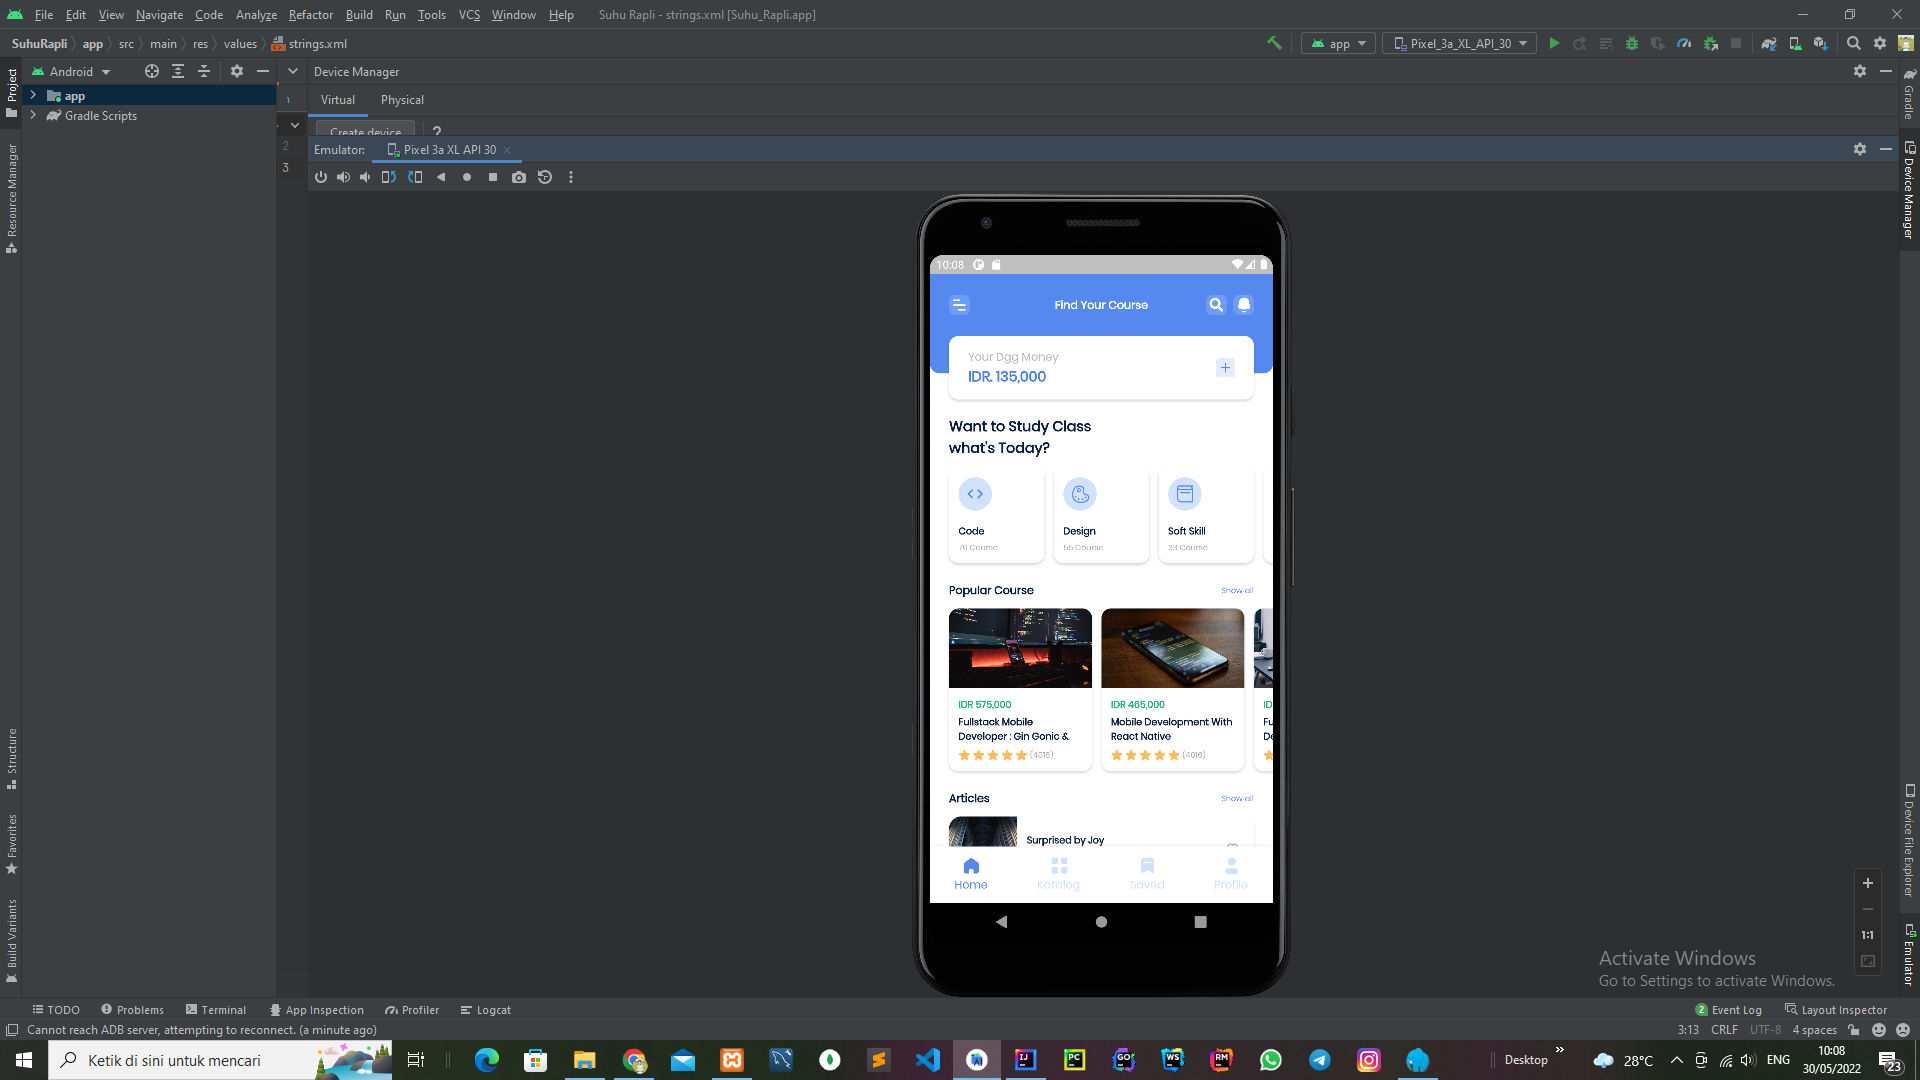 File Edit View Navigate Code Analyze Refactor Build Run Tools VCS Window Help Suhu Rapli - strings.xml [Suhu_Rapli.app]
SuhuRapli app src main res values strings.xml app Pixel_3a_XL_API_30
Project
Android
Device Manager
app
Gradle Scripts
Virtual Physical
Create device ?
Emulator: Pixel 3a XL API 30
1
2
3
Resource Manager
Structure
Favorites
Build Variants
Gradle
Device Manager
Device File Explorer
Emulator
10:08
Find Your Course
Your Dgg Money
IDR. 135,000
Want to Study Class
what's Today?
Code
76 Course
Design
55 Course
Soft Skill
33 Course
Popular Course Show all
IDR 575,000
Fullstack Mobile
Developer : Gin Gonic &
(4016)
IDR 465,000
Mobile Development With
React Native
(4016)
ID
Fu
De
Articles Show all
Surprised by Joy
Home Katalog Saved Profile
1:1
Activate Windows
Go to Settings to activate Windows.
TODO Problems Terminal App Inspection Profiler Logcat 2 Event Log Layout Inspector
Cannot reach ADB server, attempting to reconnect. (a minute ago) 3:13 CRLF UTF-8 4 spaces
Ketik di sini untuk mencari
IJ PC GO WS RM
Desktop
28°C
ENG
10:08
30/05/2022
23